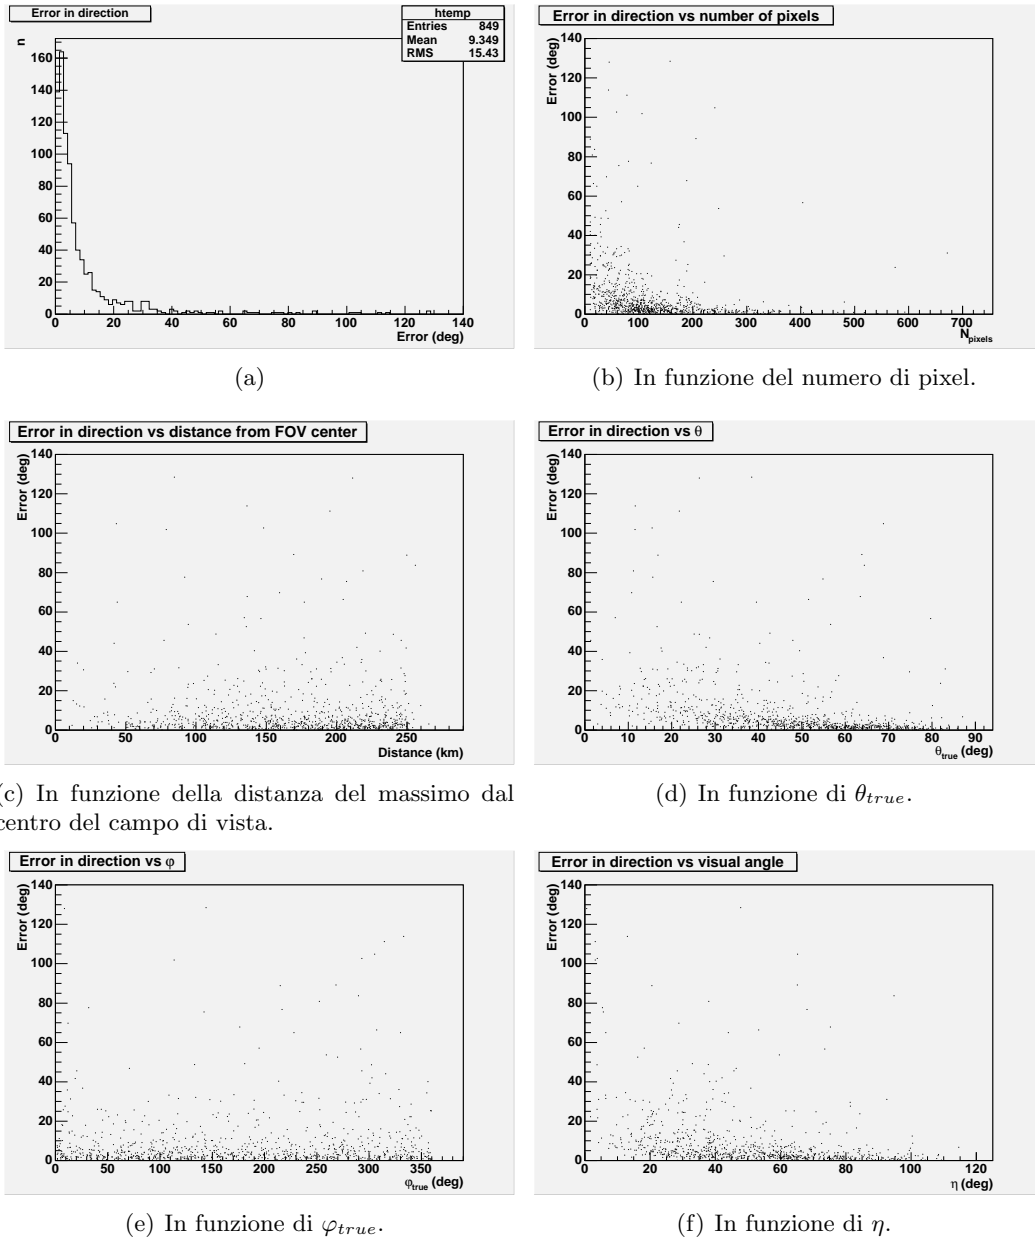 Error in direction
htemp
Entries 849
Mean 9.349
RMS 15.43
n
160
140
120
100
80
60
40
20
0
0 20 40 60 80 100 120 140
Error (deg)
(a)
Error in direction vs number of pixels
Error (deg)
140
120
100
80
60
40
20
0
0 100 200 300 400 500 600 700
N_pixels
(b) In funzione del numero di pixel.
Error in direction vs distance from FOV center
Error (deg)
140
120
100
80
60
40
20
0
0 50 100 150 200 250
Distance (km)
(c) In funzione della distanza del massimo dal
centro del campo di vista.
Error in direction vs θ
Error (deg)
140
120
100
80
60
40
20
0
0 10 20 30 40 50 60 70 80 90
θ_true (deg)
(d) In funzione di θ_true.
Error in direction vs φ
Error (deg)
140
120
100
80
60
40
20
0
0 50 100 150 200 250 300 350
φ_true (deg)
(e) In funzione di φ_true.
Error in direction vs visual angle
Error (deg)
140
120
100
80
60
40
20
0
20 40 60 80 100 120
η (deg)
(f) In funzione di η.